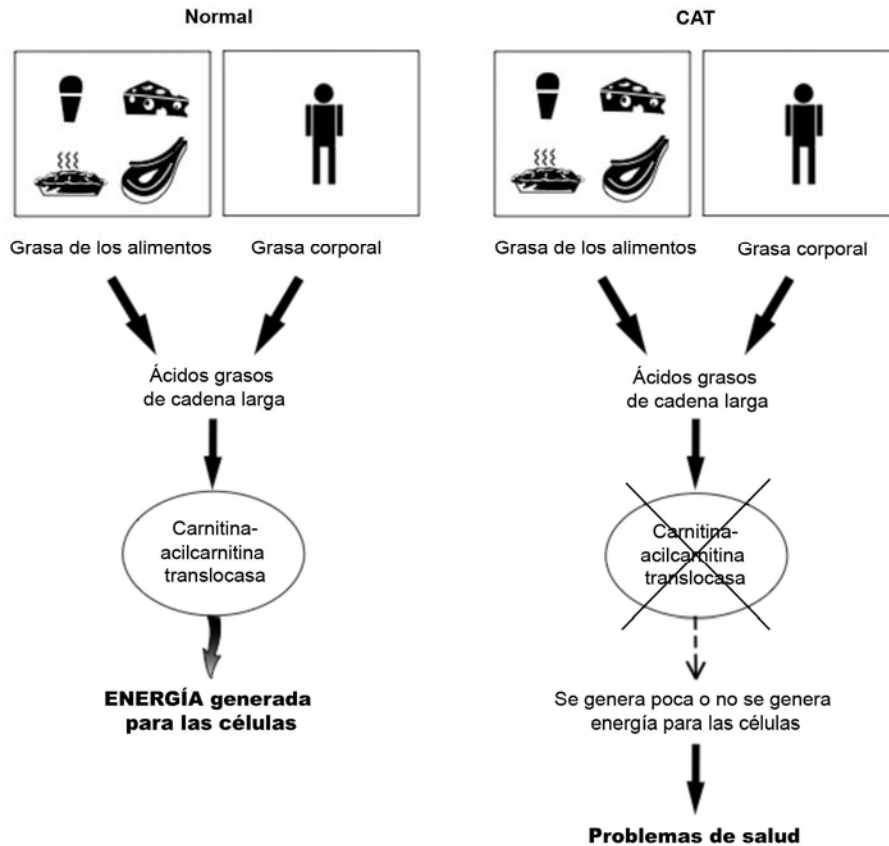 Normal
Grasa de los alimentos
Grasa corporal
Ácidos grasos
de cadena larga
Carnitina-
acilcarnitina
translocasa
ENERGÍA generada
para las células
CAT
Grasa de los alimentos
Grasa corporal
Ácidos grasos
de cadena larga
Carnitina-
acilcarnitina
translocasa
Se genera poca o no se genera
energía para las células
Problemas de salud